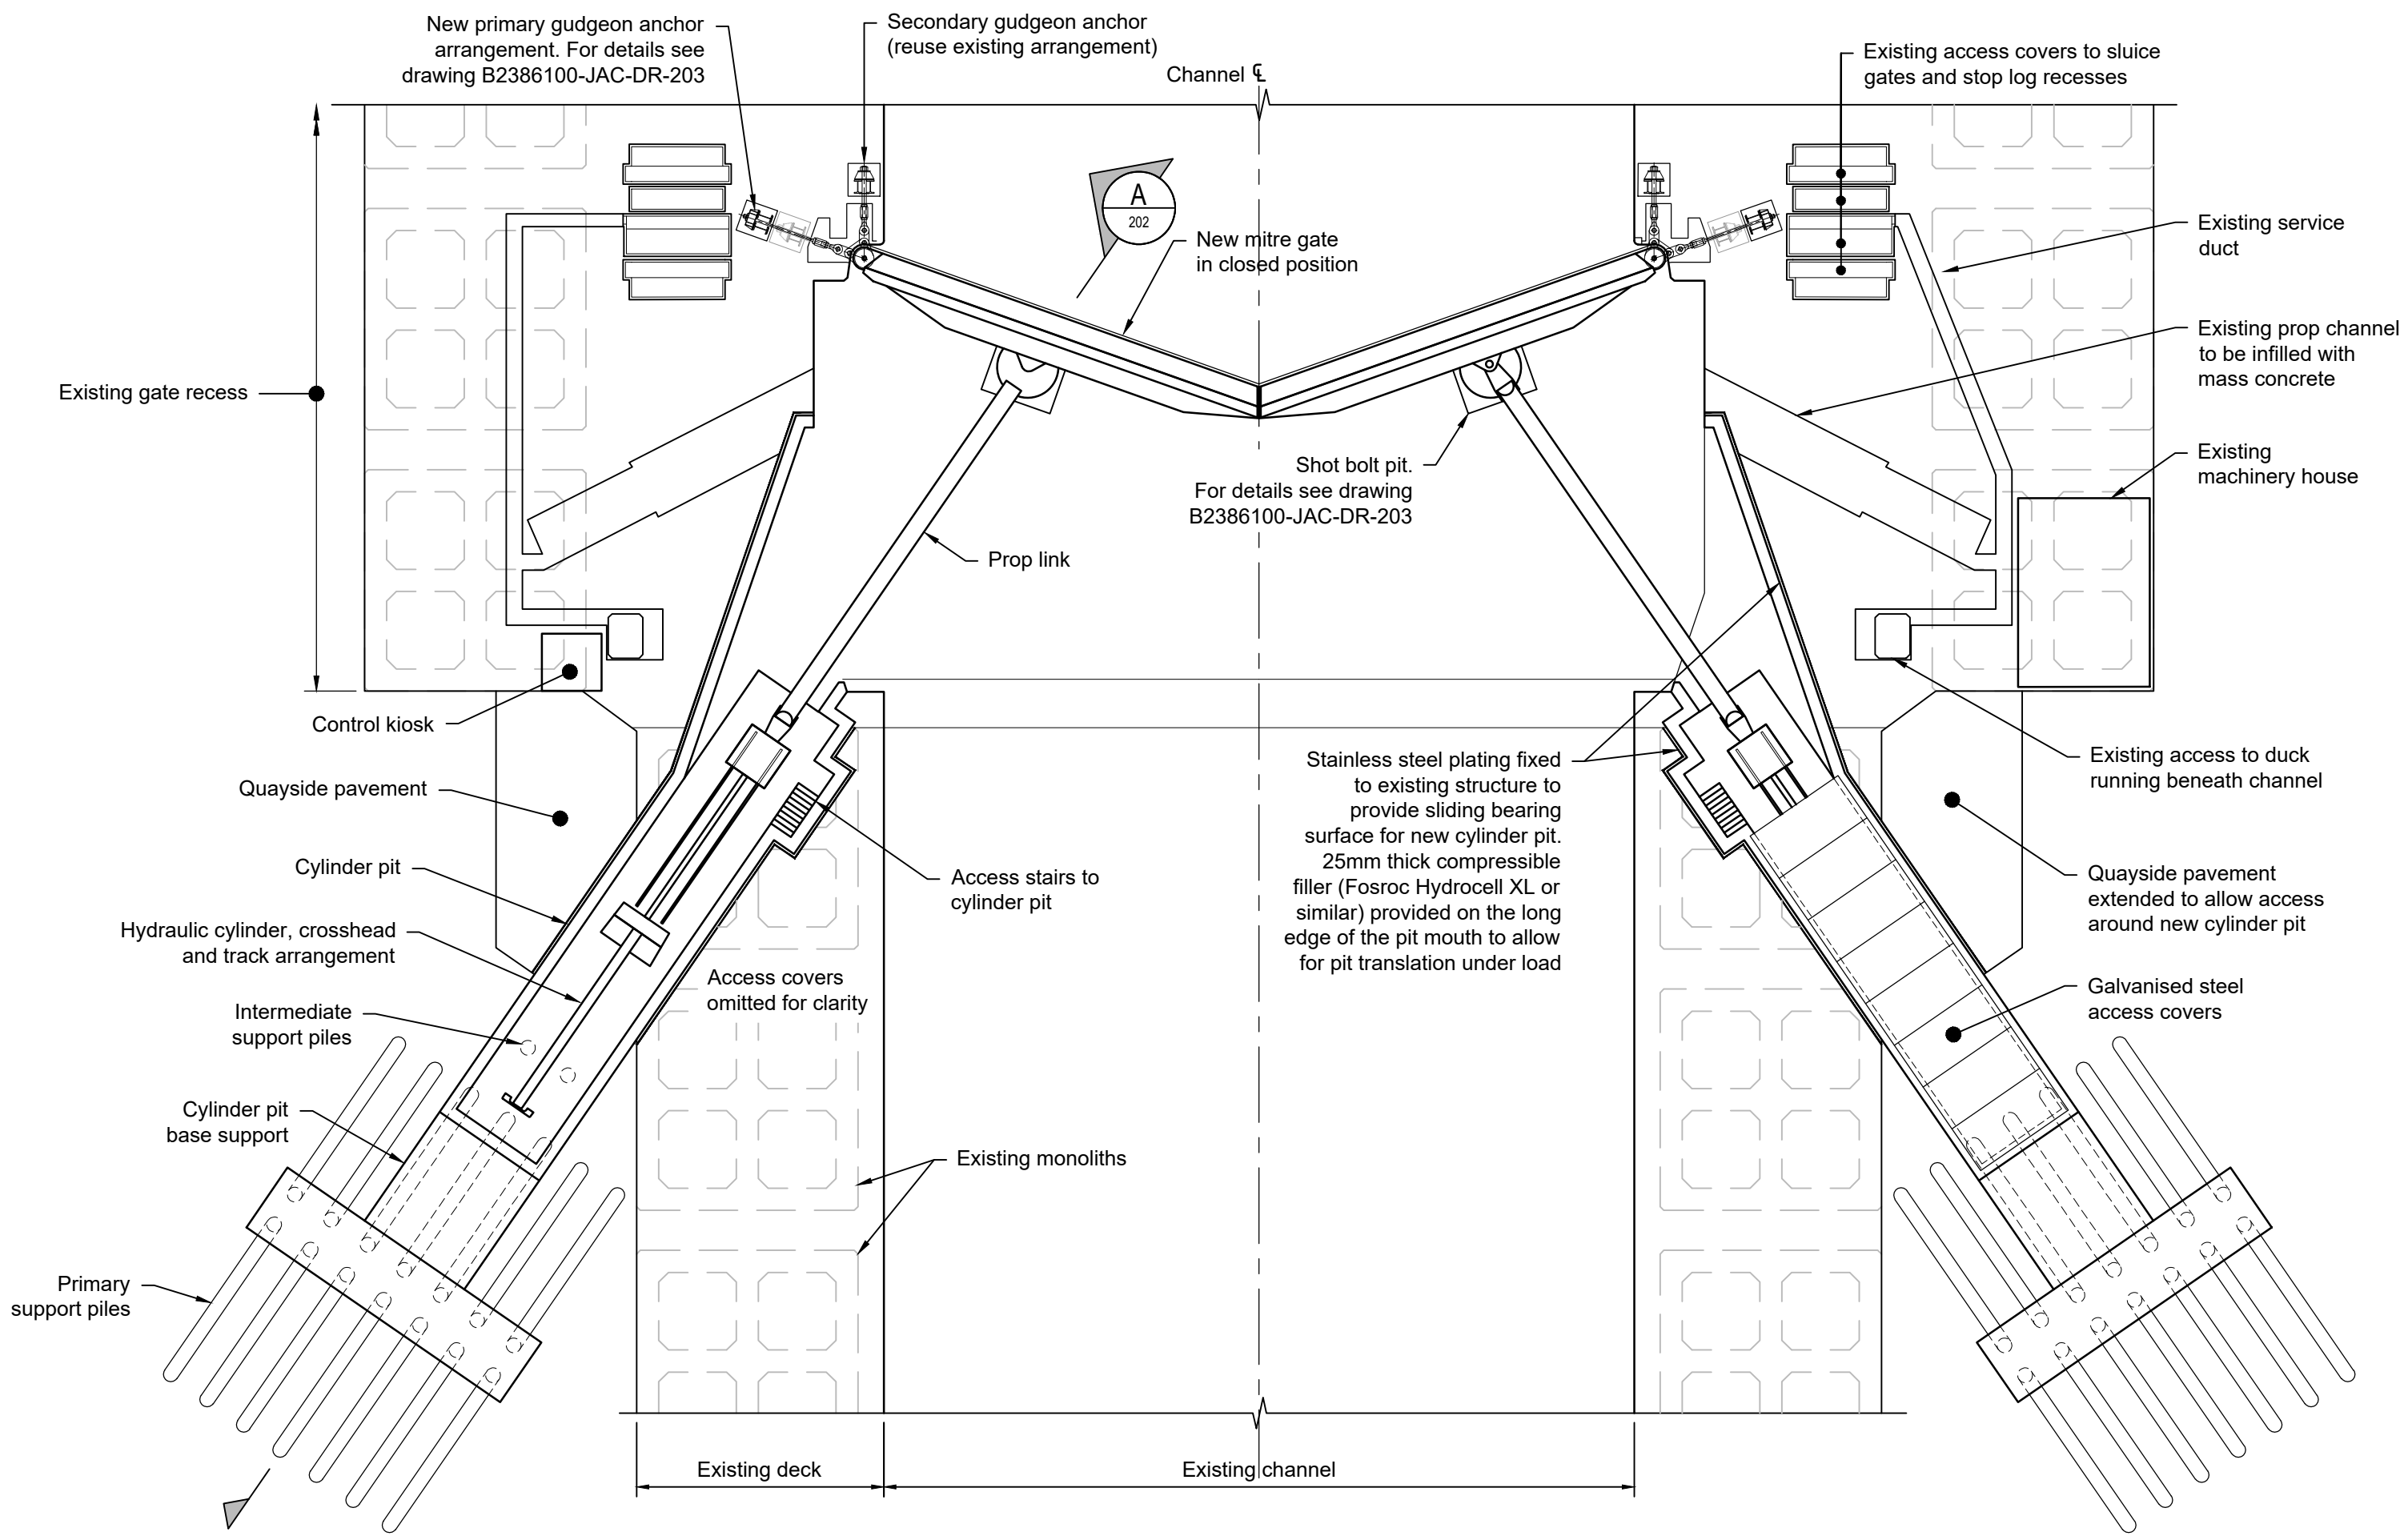 New primary gudgeon anchor
arrangement. For details see
drawing B2386100-JAC-DR-203
Secondary gudgeon anchor
(reuse existing arrangement)
Channel ℄
Existing access covers to sluice
gates and stop log recesses
A
202
New mitre gate
in closed position
Existing service
duct
Existing prop channel
to be infilled with
mass concrete
Existing gate recess
Existing
machinery house
Shot bolt pit.
For details see drawing
B2386100-JAC-DR-203
Prop link
Control kiosk
Quayside pavement
Cylinder pit
Hydraulic cylinder, crosshead
and track arrangement
Intermediate
support piles
Cylinder pit
base support
Primary
support piles
Access stairs to
cylinder pit
Access covers
omitted for clarity
Existing monoliths
Stainless steel plating fixed
to existing structure to
provide sliding bearing
surface for new cylinder pit.
25mm thick compressible
filler (Fosroc Hydrocell XL or
similar) provided on the long
edge of the pit mouth to allow
for pit translation under load
Existing access to duck
running beneath channel
Quayside pavement
extended to allow access
around new cylinder pit
Galvanised steel
access covers
Existing deck
Existing channel